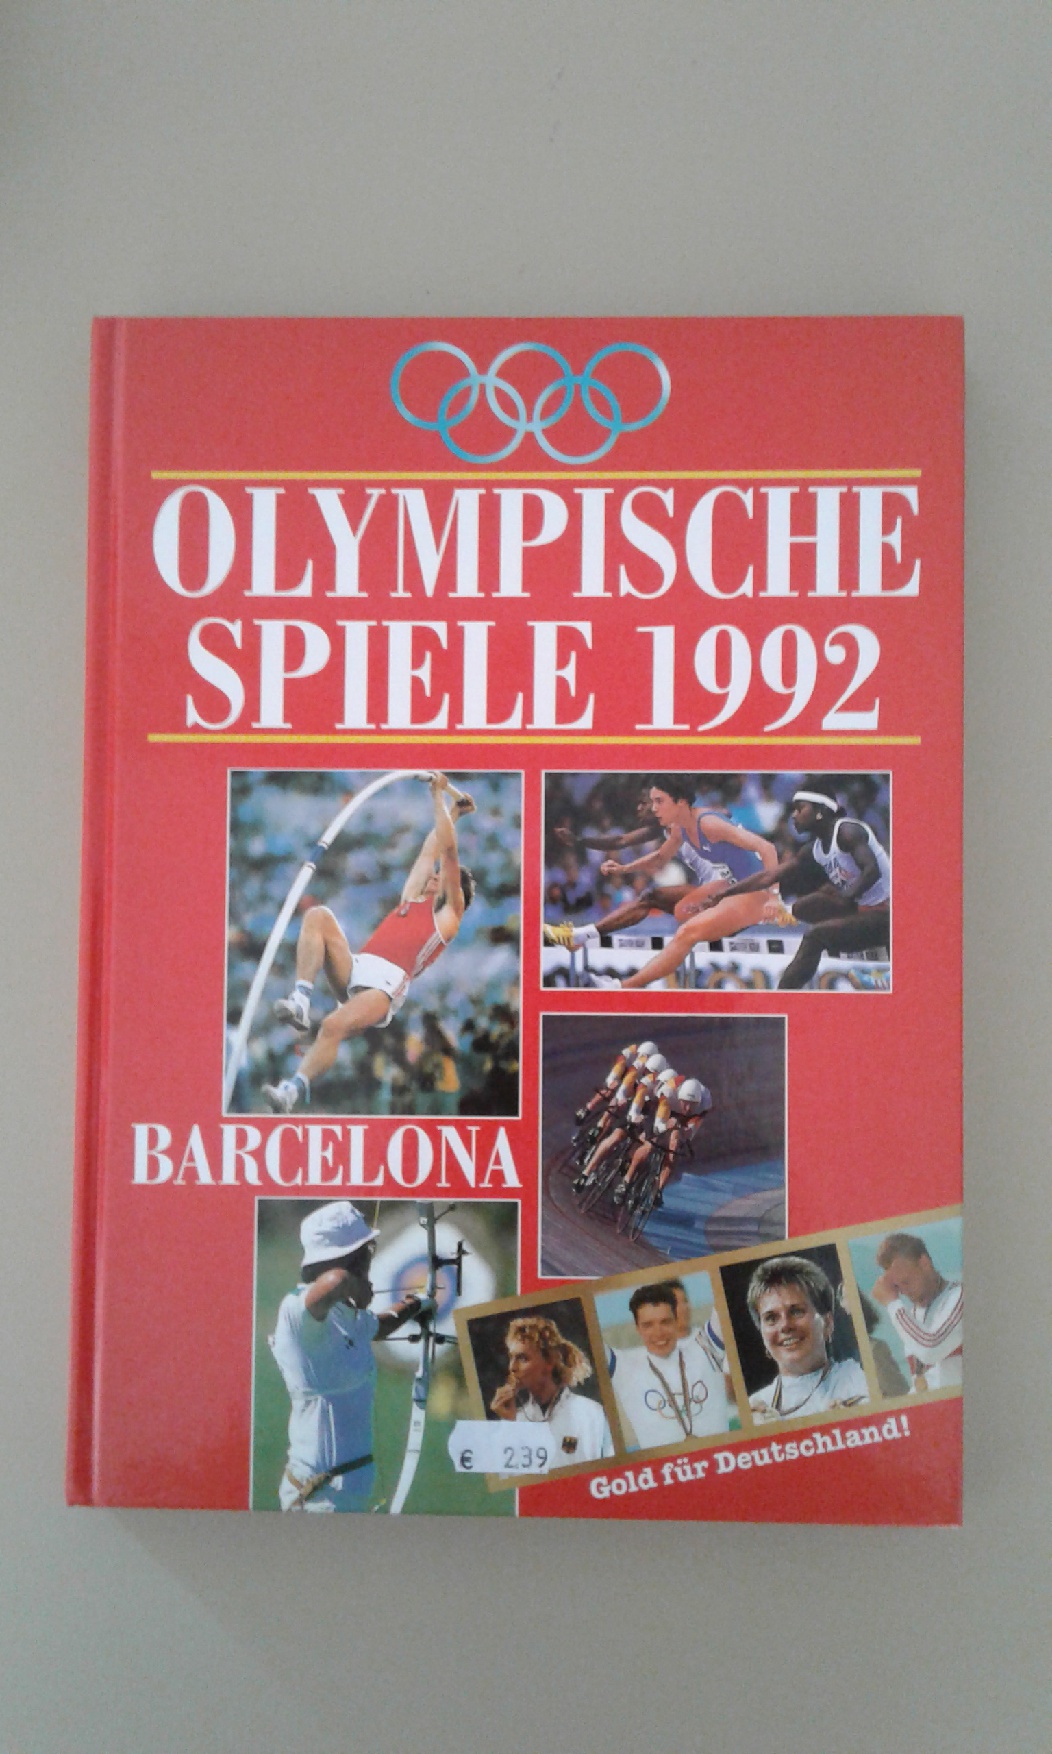 OLYMPISCHE
SPIELE 1992
BARCELONA
€ 2,39
Gold für Deutschland!